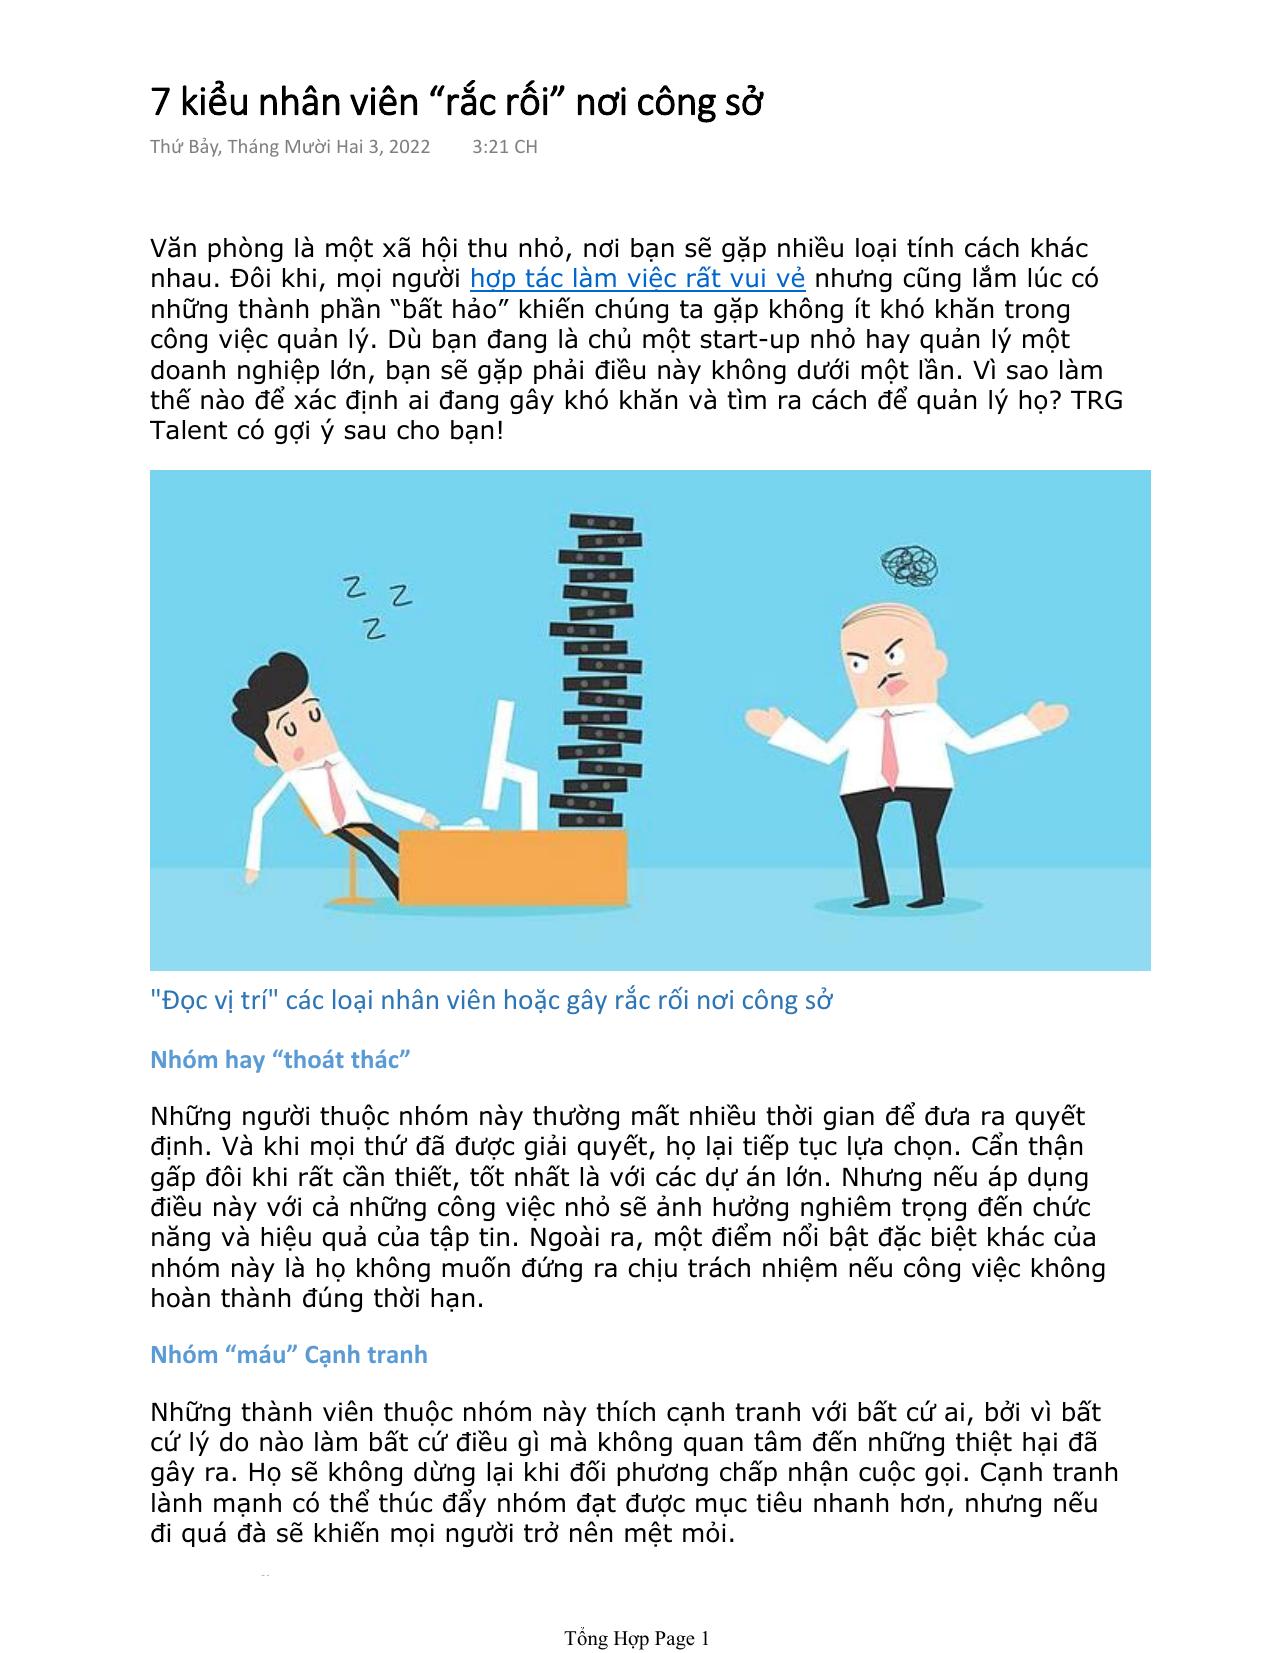 7 kiểu nhân viên “rắc rối” nơi công sở
Thứ Bảy, Tháng Mười Hai 3, 2022 3:21 CH
Văn phòng là một xã hội thu nhỏ, nơi bạn sẽ gặp nhiều loại tính cách khác
nhau. Đôi khi, mọi người hợp tác làm việc rất vui vẻ nhưng cũng lắm lúc có
những thành phần “bất hảo” khiến chúng ta gặp không ít khó khăn trong
công việc quản lý. Dù bạn đang là chủ một start-up nhỏ hay quản lý một
doanh nghiệp lớn, bạn sẽ gặp phải điều này không dưới một lần. Vì sao làm
thế nào để xác định ai đang gây khó khăn và tìm ra cách để quản lý họ? TRG
Talent có gợi ý sau cho bạn!
Z Z
Z
"Đọc vị trí" các loại nhân viên hoặc gây rắc rối nơi công sở
Nhóm hay “thoát thác”
Những người thuộc nhóm này thường mất nhiều thời gian để đưa ra quyết
định. Và khi mọi thứ đã được giải quyết, họ lại tiếp tục lựa chọn. Cẩn thận
gấp đôi khi rất cần thiết, tốt nhất là với các dự án lớn. Nhưng nếu áp dụng
điều này với cả những công việc nhỏ sẽ ảnh hưởng nghiêm trọng đến chức
năng và hiệu quả của tập tin. Ngoài ra, một điểm nổi bật đặc biệt khác của
nhóm này là họ không muốn đứng ra chịu trách nhiệm nếu công việc không
hoàn thành đúng thời hạn.
Nhóm “máu” Cạnh tranh
Những thành viên thuộc nhóm này thích cạnh tranh với bất cứ ai, bởi vì bất
cứ lý do nào làm bất cứ điều gì mà không quan tâm đến những thiệt hại đã
gây ra. Họ sẽ không dừng lại khi đối phương chấp nhận cuộc gọi. Cạnh tranh
lành mạnh có thể thúc đẩy nhóm đạt được mục tiêu nhanh hơn, nhưng nếu
đi quá đà sẽ khiến mọi người trở nên mệt mỏi.
Tổng Hợp Page 1